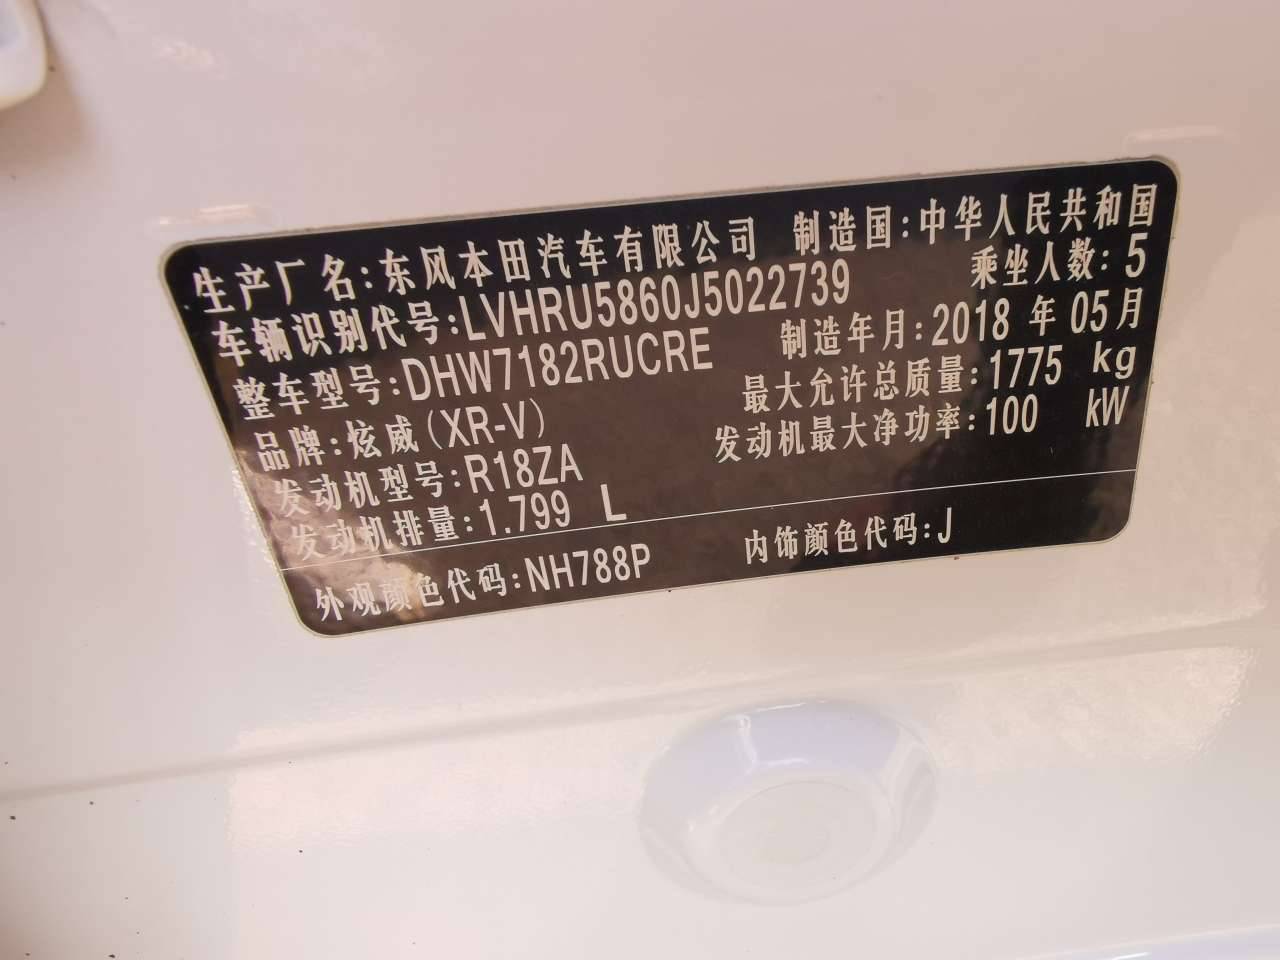 生产厂名:东风本田汽车有限公司 制造国:中华人民共和国
车辆识别代号:LVHRU5860J5022739 乘坐人数:5
整车型号:DHW7182RUCRE 制造年月:2018 年 05月
品牌:炫威(XR-V) 最大允许总质量:1775 kg
发动机型号:R18ZA 发动机最大净功率:100 kW
发动机排量:1.799 L
外观颜色代码:NH788P 内饰颜色代码:J